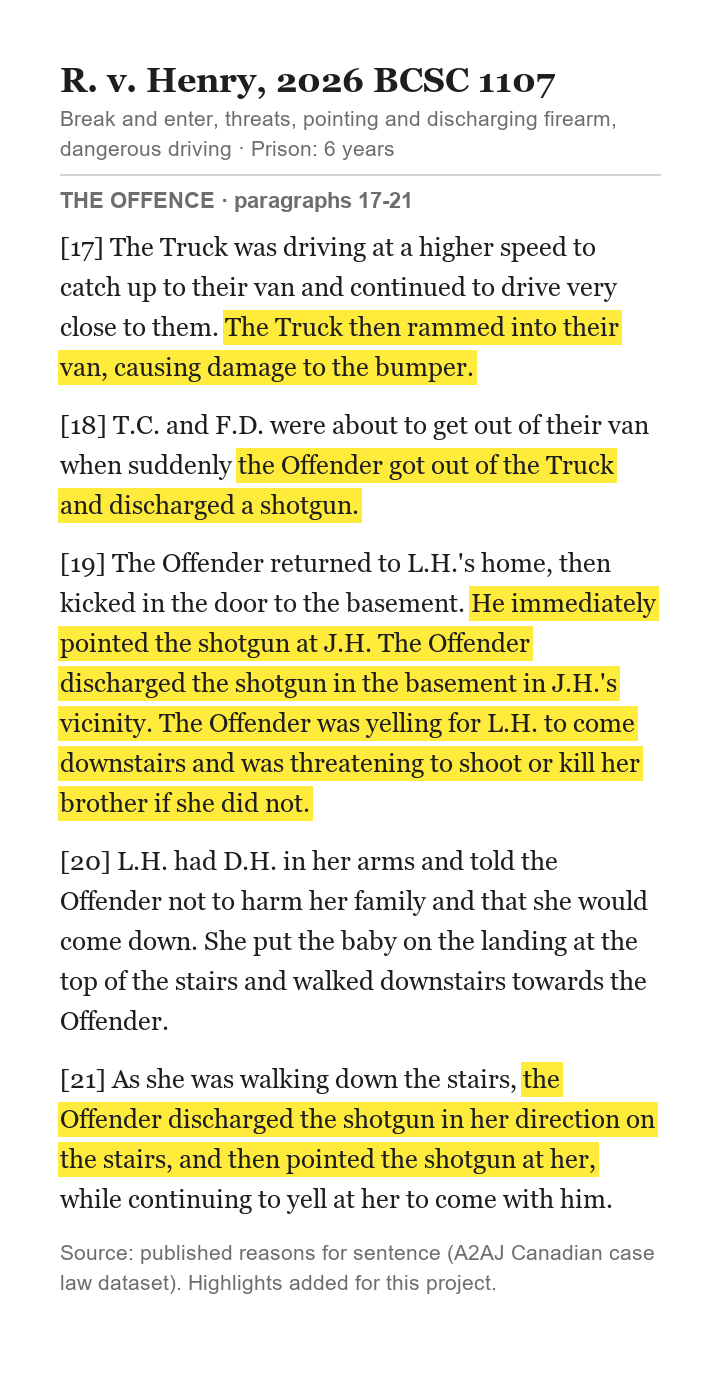 R. v. Henry, 2026 BCSC 1107
Break and enter, threats, pointing and discharging firearm,
dangerous driving · Prison: 6 years
THE OFFENCE · paragraphs 17-21
[17] The Truck was driving at a higher speed to
catch up to their van and continued to drive very
close to them. The Truck then rammed into their
van, causing damage to the bumper.
[18] T.C. and F.D. were about to get out of their van
when suddenly the Offender got out of the Truck
and discharged a shotgun.
[19] The Offender returned to L.H.'s home, then
kicked in the door to the basement. He immediately
pointed the shotgun at J.H. The Offender
discharged the shotgun in the basement in J.H.'s
vicinity. The Offender was yelling for L.H. to come
downstairs and was threatening to shoot or kill her
brother if she did not.
[20] L.H. had D.H. in her arms and told the
Offender not to harm her family and that she would
come down. She put the baby on the landing at the
top of the stairs and walked downstairs towards the
Offender.
[21] As she was walking down the stairs, the
Offender discharged the shotgun in her direction on
the stairs, and then pointed the shotgun at her,
while continuing to yell at her to come with him.
Source: published reasons for sentence (A2AJ Canadian case
law dataset). Highlights added for this project.